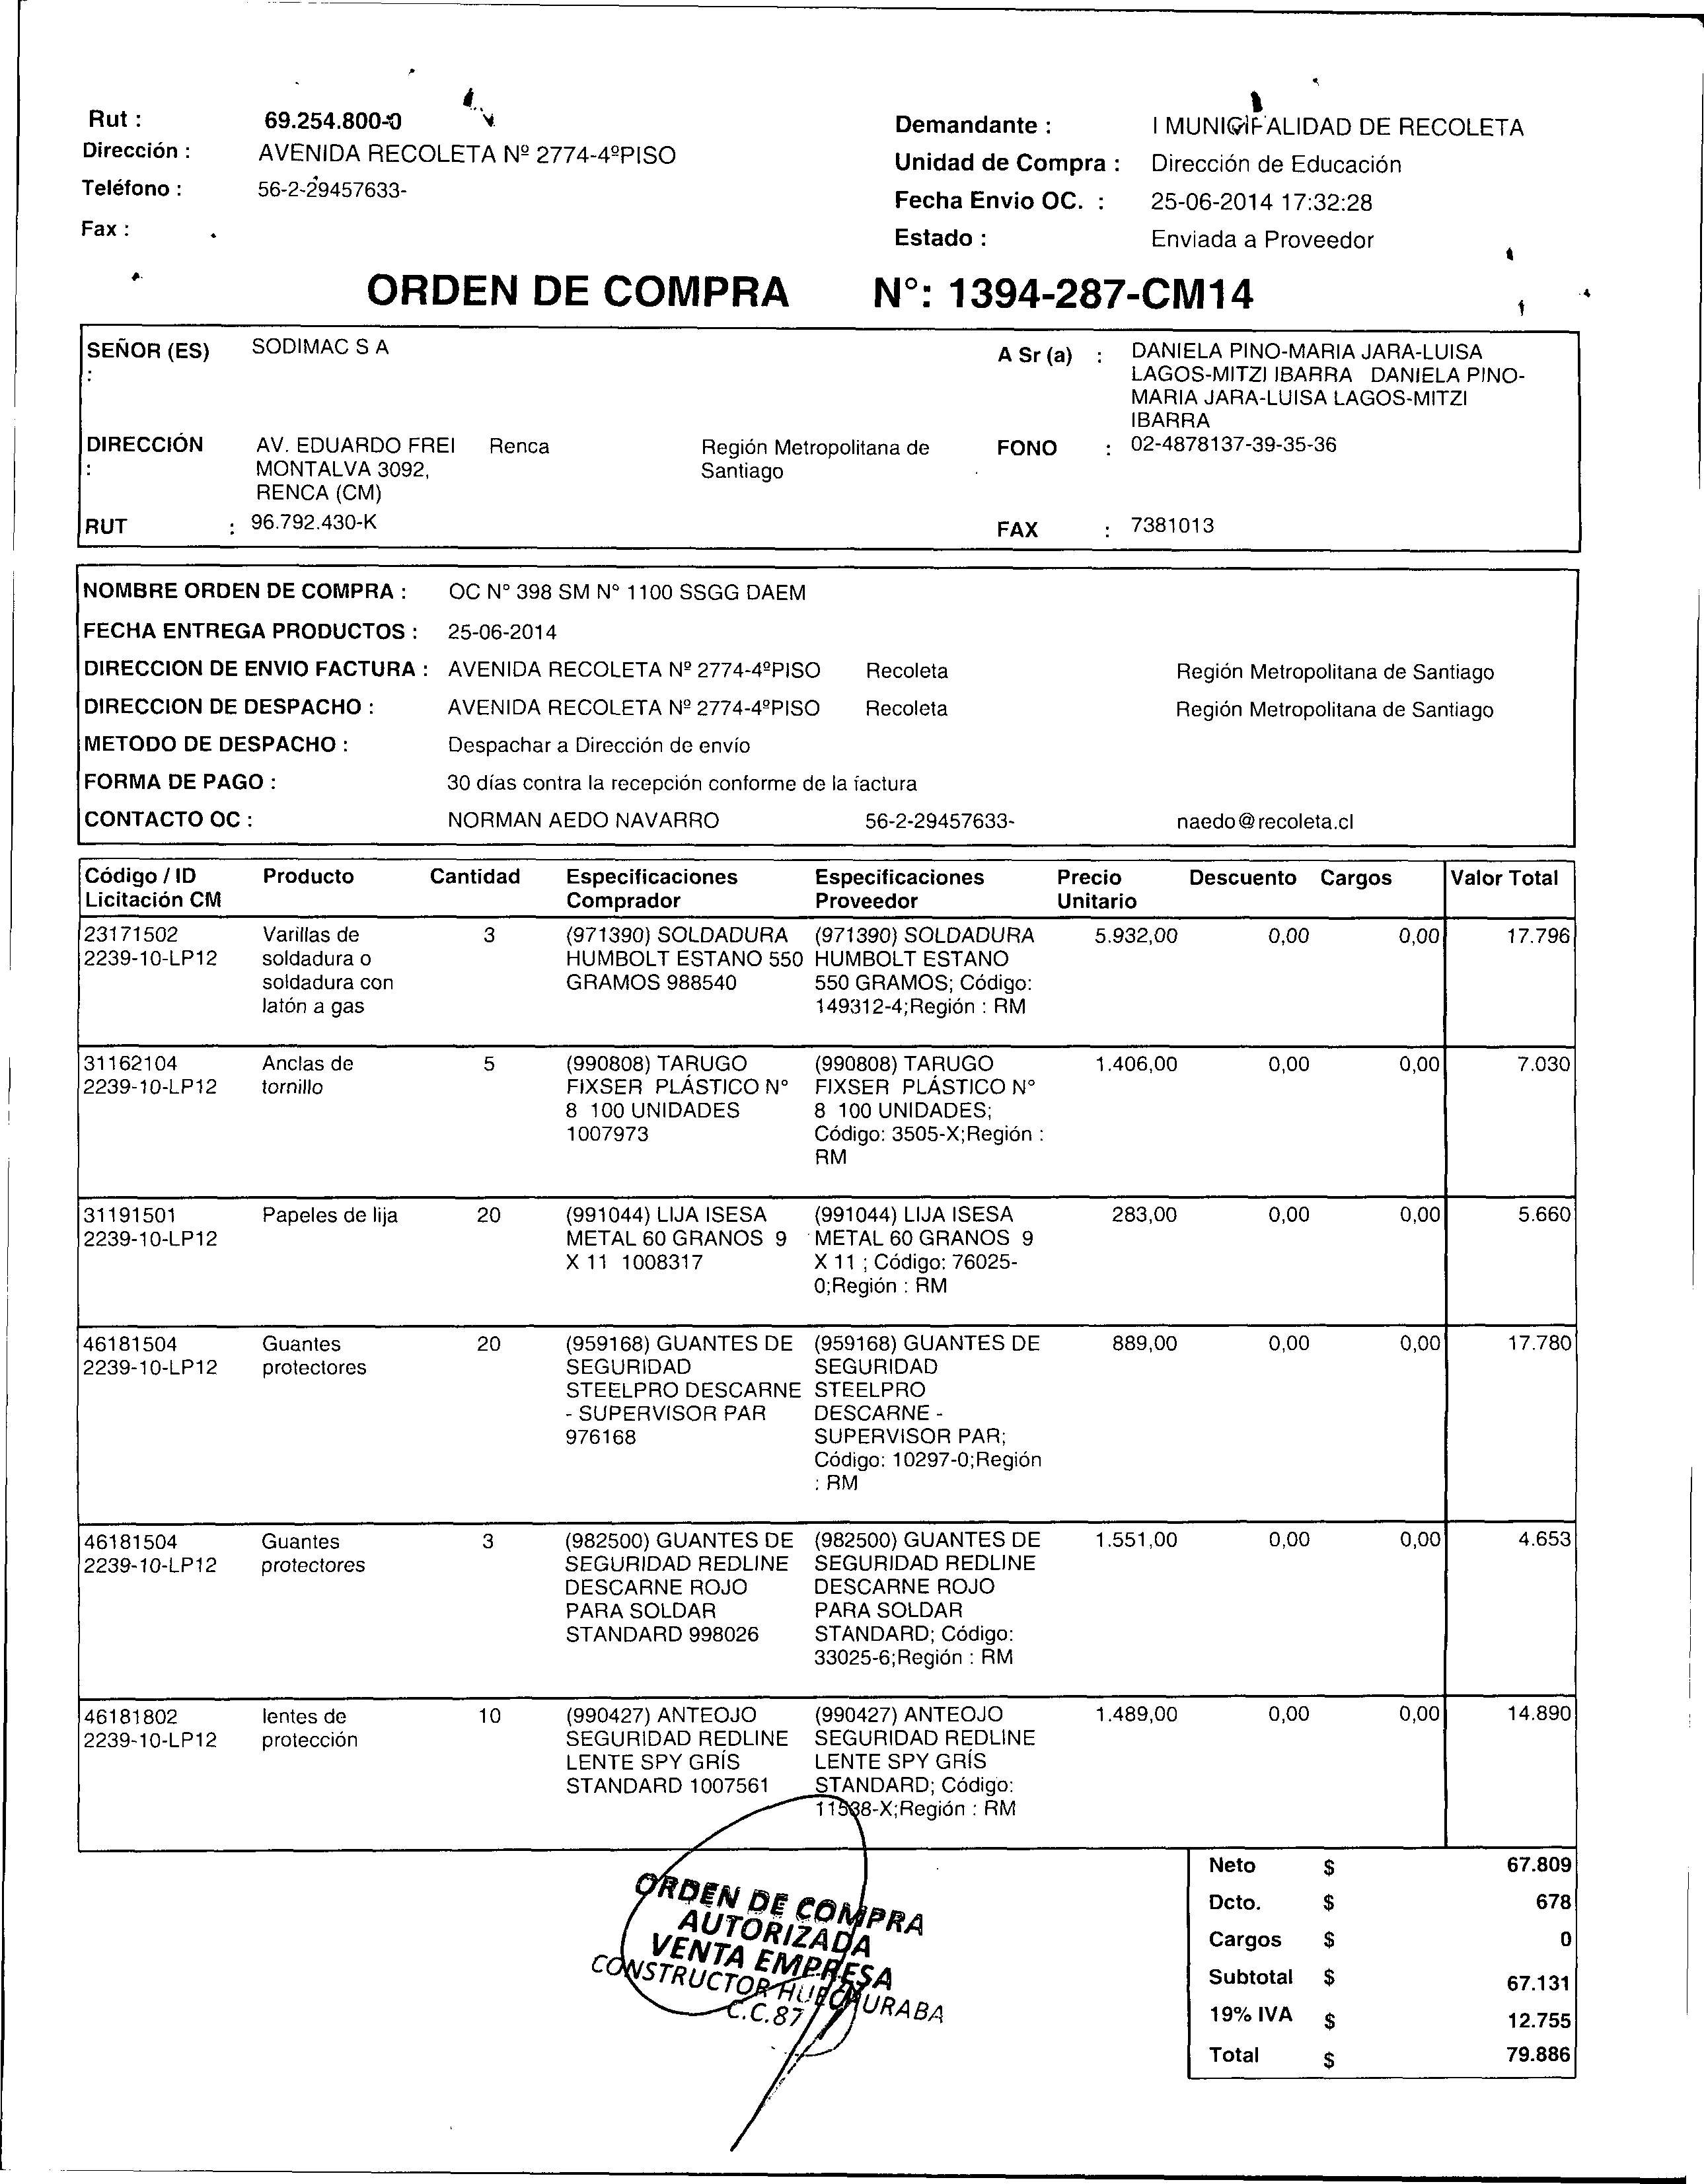 Rut : 69.254.800-0
Dirección : AVENIDA RECOLETA Nº 2774-4ºPISO
Teléfono : 56-2-29457633-
Fax :
Demandante : I MUNICIPALIDAD DE RECOLETA
Unidad de Compra : Dirección de Educación
Fecha Envio OC. : 25-06-2014 17:32:28
Estado : Enviada a Proveedor
ORDEN DE COMPRA N°: 1394-287-CM14
SEÑOR (ES) : SODIMAC S A
A Sr (a) : DANIELA PINO-MARIA JARA-LUISA
LAGOS-MITZI IBARRA DANIELA PINO-
MARIA JARA-LUISA LAGOS-MITZI
IBARRA
DIRECCIÓN : AV. EDUARDO FREI Renca Región Metropolitana de
MONTALVA 3092, Santiago
RENCA (CM)
FONO : 02-4878137-39-35-36
RUT : 96.792.430-K
FAX : 7381013
NOMBRE ORDEN DE COMPRA : OC N° 398 SM N° 1100 SSGG DAEM
FECHA ENTREGA PRODUCTOS : 25-06-2014
DIRECCION DE ENVIO FACTURA : AVENIDA RECOLETA Nº 2774-4ºPISO Recoleta Región Metropolitana de Santiago
DIRECCION DE DESPACHO : AVENIDA RECOLETA Nº 2774-4ºPISO Recoleta Región Metropolitana de Santiago
METODO DE DESPACHO : Despachar a Dirección de envío
FORMA DE PAGO : 30 días contra la recepción conforme de la factura
CONTACTO OC : NORMAN AEDO NAVARRO 56-2-29457633- naedo@recoleta.cl
Código / ID Producto Cantidad Especificaciones Especificaciones Precio Descuento Cargos Valor Total
Licitación CM Comprador Proveedor Unitario
23171502 Varillas de 3 (971390) SOLDADURA (971390) SOLDADURA 5.932,00 0,00 0,00 17.796
2239-10-LP12 soldadura o HUMBOLT ESTANO 550 HUMBOLT ESTANO
soldadura con GRAMOS 988540 550 GRAMOS; Código:
latón a gas 149312-4;Región : RM
31162104 Anclas de 5 (990808) TARUGO (990808) TARUGO 1.406,00 0,00 0,00 7.030
2239-10-LP12 tornillo FIXSER PLÁSTICO N° FIXSER PLÁSTICO N°
8 100 UNIDADES 8 100 UNIDADES;
1007973 Código: 3505-X;Región :
RM
31191501 Papeles de lija 20 (991044) LIJA ISESA (991044) LIJA ISESA 283,00 0,00 0,00 5.660
2239-10-LP12 METAL 60 GRANOS 9 METAL 60 GRANOS 9
X 11 1008317 X 11 ; Código: 76025-
0;Región : RM
46181504 Guantes 20 (959168) GUANTES DE (959168) GUANTES DE 889,00 0,00 0,00 17.780
2239-10-LP12 protectores SEGURIDAD SEGURIDAD
STEELPRO DESCARNE STEELPRO
- SUPERVISOR PAR DESCARNE -
976168 SUPERVISOR PAR;
Código: 10297-0;Región
: RM
46181504 Guantes 3 (982500) GUANTES DE (982500) GUANTES DE 1.551,00 0,00 0,00 4.653
2239-10-LP12 protectores SEGURIDAD REDLINE SEGURIDAD REDLINE
DESCARNE ROJO DESCARNE ROJO
PARA SOLDAR PARA SOLDAR
STANDARD 998026 STANDARD; Código:
33025-6;Región : RM
46181802 lentes de 10 (990427) ANTEOJO (990427) ANTEOJO 1.489,00 0,00 0,00 14.890
2239-10-LP12 protección SEGURIDAD REDLINE SEGURIDAD REDLINE
LENTE SPY GRÍS LENTE SPY GRÍS
STANDARD 1007561 STANDARD; Código:
11538-X;Región : RM
Neto $ 67.809
Dcto. $ 678
Cargos $ 0
Subtotal $ 67.131
19% IVA $ 12.755
Total $ 79.886
ORDEN DE COMPRA
AUTORIZADA
VENTA EMPRESA
CONSTRUCTOR HUECHURABA
C.C.87